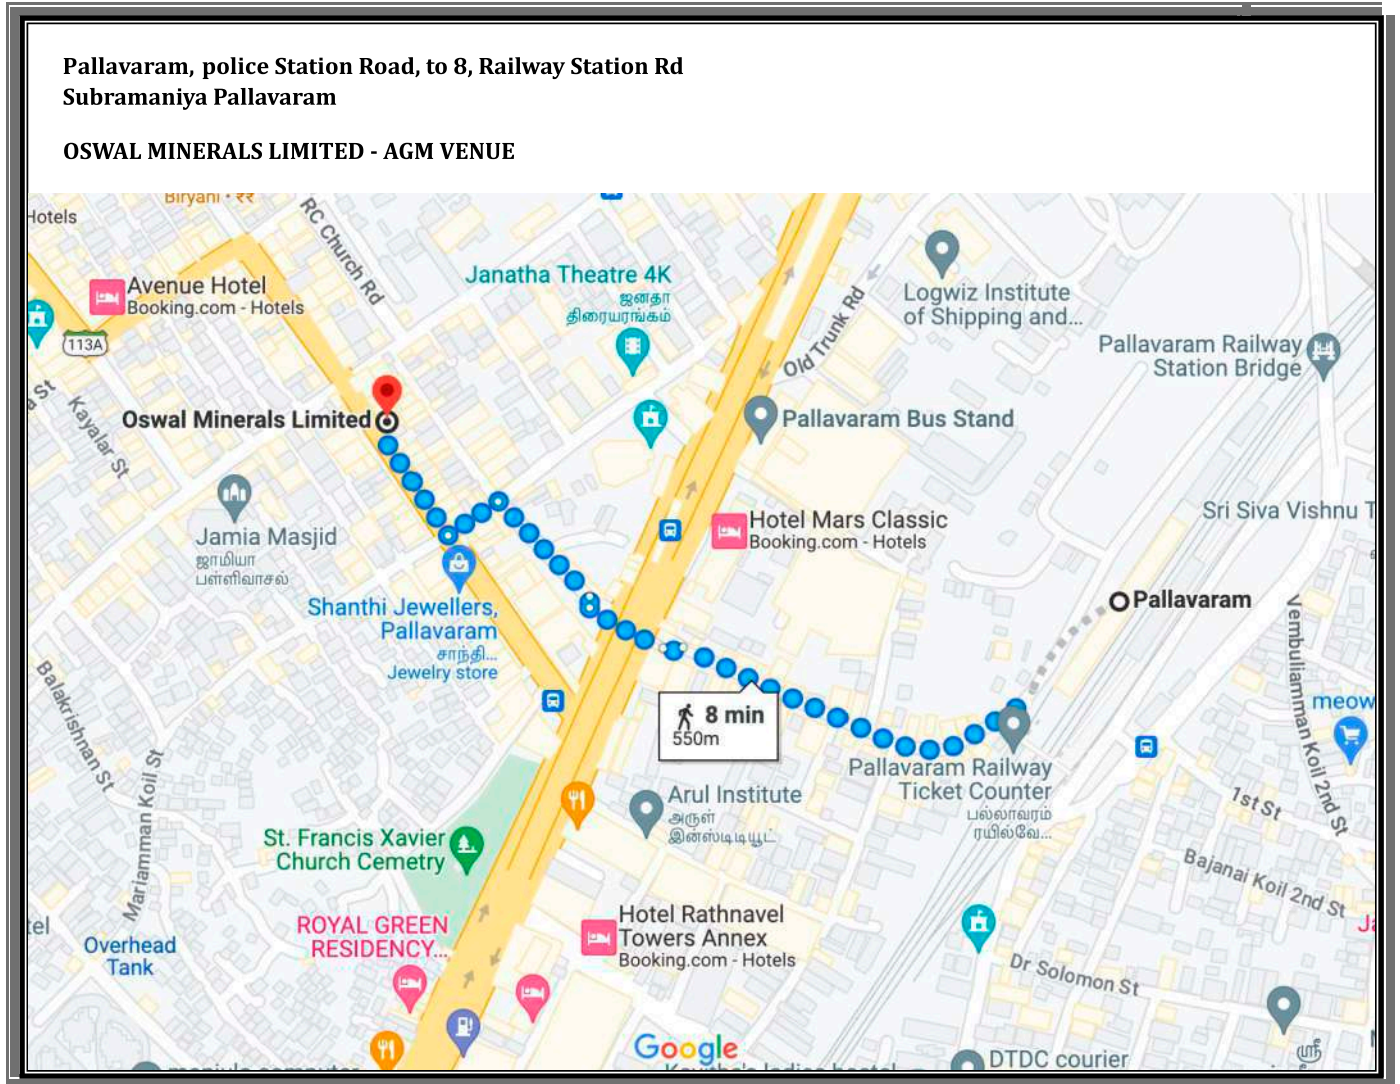 Pallavaram, police Station Road, to 8, Railway Station Rd
Subramaniya Pallavaram
OSWAL MINERALS LIMITED - AGM VENUE
Biryani · ₹₹
Hotels
RC Church Rd
Avenue Hotel
Booking.com - Hotels
113A
Janatha Theatre 4K
ஜனதா
திரையரங்கம்
Logwiz Institute
of Shipping and...
Old Trunk Rd
Pallavaram Railway
Station Bridge
a St
Kayalar St
Oswal Minerals Limited
Pallavaram Bus Stand
Jamia Masjid
ஜாமியா
பள்ளிவாசல்
Hotel Mars Classic
Booking.com - Hotels
Sri Siva Vishnu T
Shanthi Jewellers,
Pallavaram
சாந்தி...
Jewelry store
Pallavaram
Vembuliamman Koil 2nd St
Balakrishnan St
8 min
550m
meow
Pallavaram Railway
Ticket Counter
பல்லாவரம்
ரயில்வே...
Arul Institute
அருள்
இன்ஸ்டிடியூட்
1st St
Mariamman Koil St
St. Francis Xavier
Church Cemetry
Bajanai Koil 2nd St
ROYAL GREEN
RESIDENCY...
Hotel Rathnavel
Towers Annex
Booking.com - Hotels
tel
Overhead
Tank
Dr Solomon St
Google
DTDC courier
ஸ்ரீ